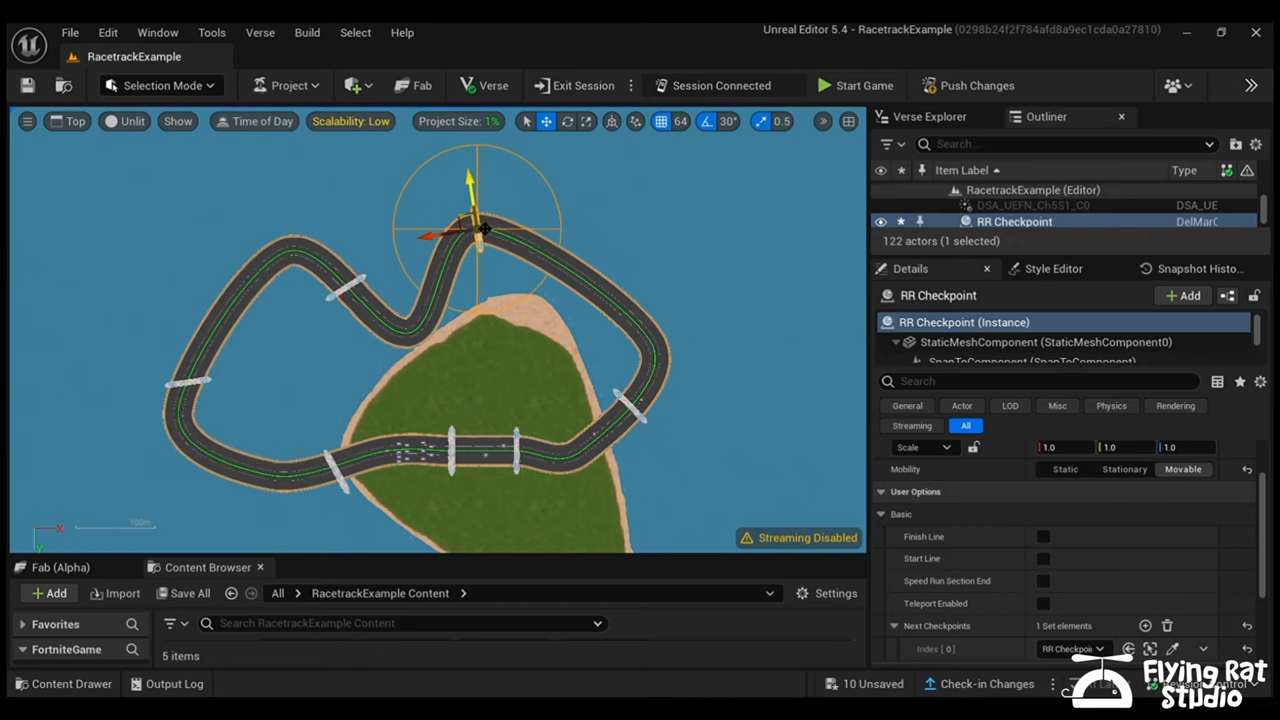 File Edit Window Tools Verse Build Select Help
Unreal Editor 5.4 - RacetrackExample (0298b24f2f784afd8a9ec1cda0a27810)
RacetrackExample
Selection Mode Project Fab Verse Exit Session Session Connected Start Game Push Changes
Top Unlit Show Time of Day Scalability: Low Project Size: 1% 64 30° 0.5
Verse Explorer Outliner
Search...
Item Label Type
RacetrackExample (Editor)
DSA_UEFN_Ch5S1_C0 DSA_UE
RR Checkpoint DelMarC
122 actors (1 selected)
Details Style Editor Snapshot Histo...
RR Checkpoint Add
RR Checkpoint (Instance)
StaticMeshComponent (StaticMeshComponent0)
SnapToComponent (SnapToComponent)
Search
General Actor LOD Misc Physics Rendering
Streaming All
Scale 1.0 1.0 1.0
Mobility Static Stationary Movable
User Options
Basic
Finish Line
Start Line
Speed Run Section End
Teleport Enabled
Next Checkpoints 1 Set elements
Index [ 0 ] RR Checkpoi
X 100m
Y
Streaming Disabled
Fab (Alpha) Content Browser
Add Import Save All All RacetrackExample Content Settings
Favorites Search RacetrackExample Content
FortniteGame 5 items
Content Drawer Output Log 10 Unsaved Check-in Changes
Flying Rat
Studio